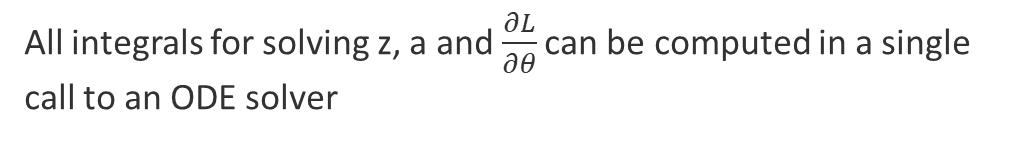 All integrals for solving z, a and ∂L/∂θ can be computed in a single
call to an ODE solver